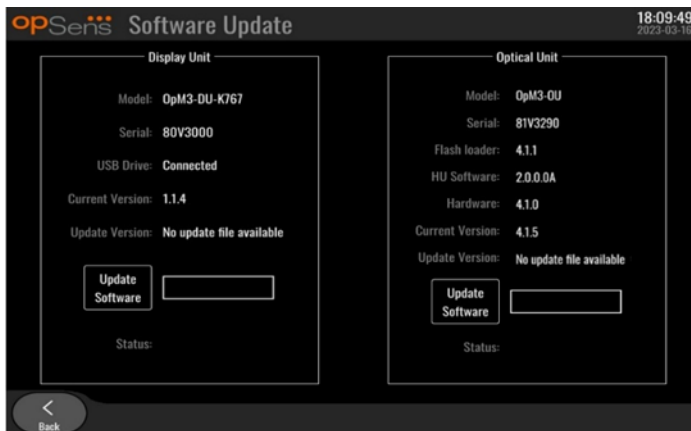 opSens Software Update
18:09:49
2023-03-16
Display Unit
Model: OpM3-DU-K767
Serial: 80V3000
USB Drive: Connected
Current Version: 1.1.4
Update Version: No update file available
Update
Software
Status:
Optical Unit
Model: OpM3-OU
Serial: 81V3290
Flash loader: 4.1.1
HU Software: 2.0.0.0A
Hardware: 4.1.0
Current Version: 4.1.5
Update Version: No update file available
Update
Software
Status:
Back